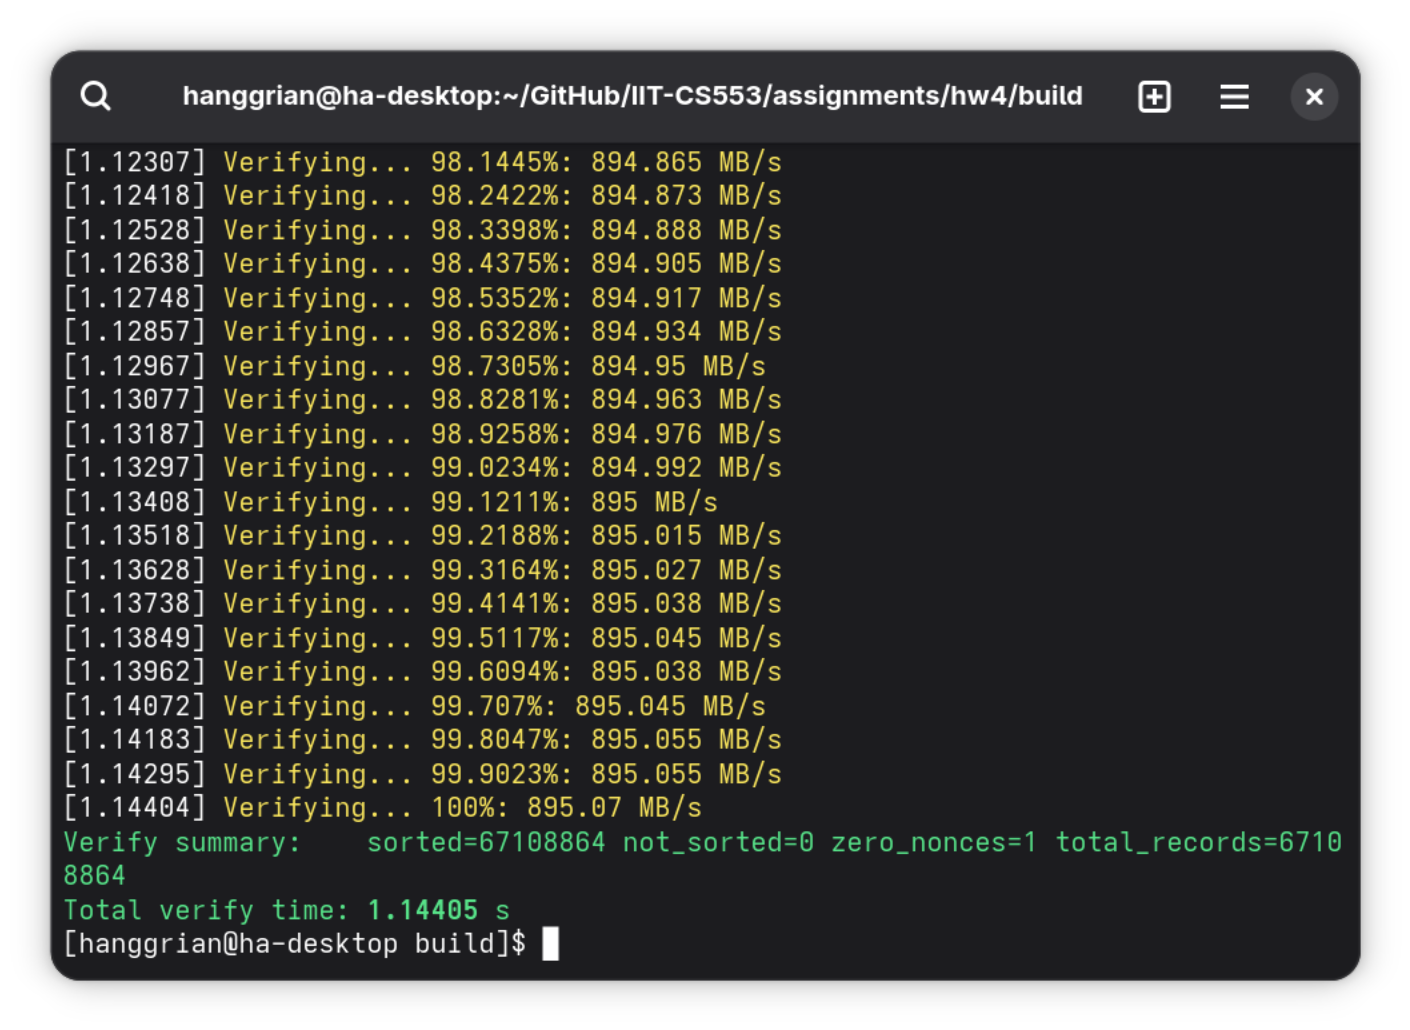 hanggrian@ha-desktop:~/GitHub/IIT-CS553/assignments/hw4/build
[1.12307] Verifying... 98.1445%: 894.865 MB/s
[1.12418] Verifying... 98.2422%: 894.873 MB/s
[1.12528] Verifying... 98.3398%: 894.888 MB/s
[1.12638] Verifying... 98.4375%: 894.905 MB/s
[1.12748] Verifying... 98.5352%: 894.917 MB/s
[1.12857] Verifying... 98.6328%: 894.934 MB/s
[1.12967] Verifying... 98.7305%: 894.95 MB/s
[1.13077] Verifying... 98.8281%: 894.963 MB/s
[1.13187] Verifying... 98.9258%: 894.976 MB/s
[1.13297] Verifying... 99.0234%: 894.992 MB/s
[1.13408] Verifying... 99.1211%: 895 MB/s
[1.13518] Verifying... 99.2188%: 895.015 MB/s
[1.13628] Verifying... 99.3164%: 895.027 MB/s
[1.13738] Verifying... 99.4141%: 895.038 MB/s
[1.13849] Verifying... 99.5117%: 895.045 MB/s
[1.13962] Verifying... 99.6094%: 895.038 MB/s
[1.14072] Verifying... 99.707%: 895.045 MB/s
[1.14183] Verifying... 99.8047%: 895.055 MB/s
[1.14295] Verifying... 99.9023%: 895.055 MB/s
[1.14404] Verifying... 100%: 895.07 MB/s
Verify summary:    sorted=67108864 not_sorted=0 zero_nonces=1 total_records=6710
8864
Total verify time: 1.14405 s
[hanggrian@ha-desktop build]$